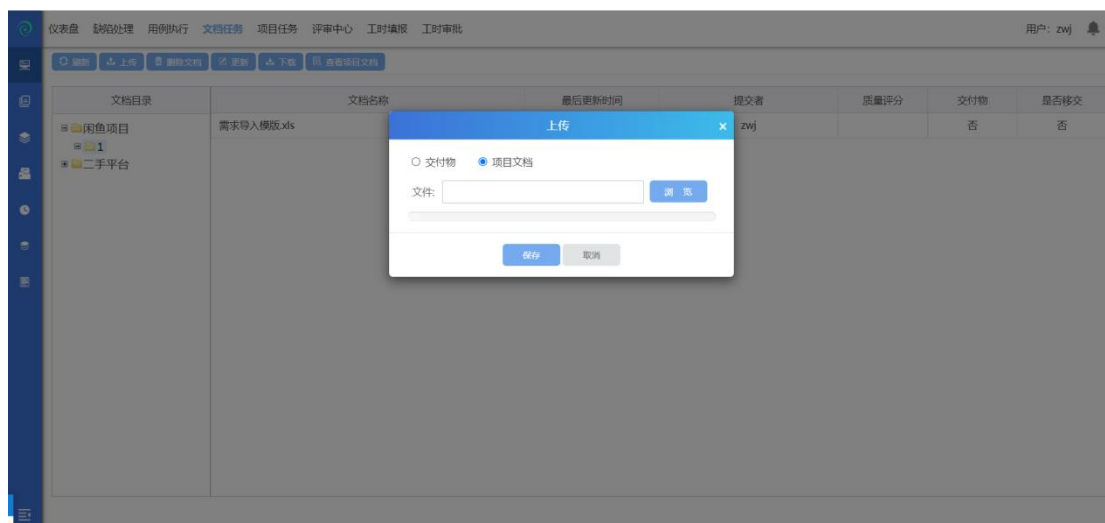 仪表盘 缺陷处理 用例执行 文档任务 项目任务 评审中心 工时填报 工时审批 用户: zwj
刷新 上传 删除文档 更新 下载 查看项目文档
文档目录 文档名称 最后更新时间 提交者 质量评分 交付物 是否移交
闲鱼项目 需求导入模版.xls zwj 否 否
1
二手平台
上传 ×
交付物 项目文档
文件: 浏 览
保存 取消